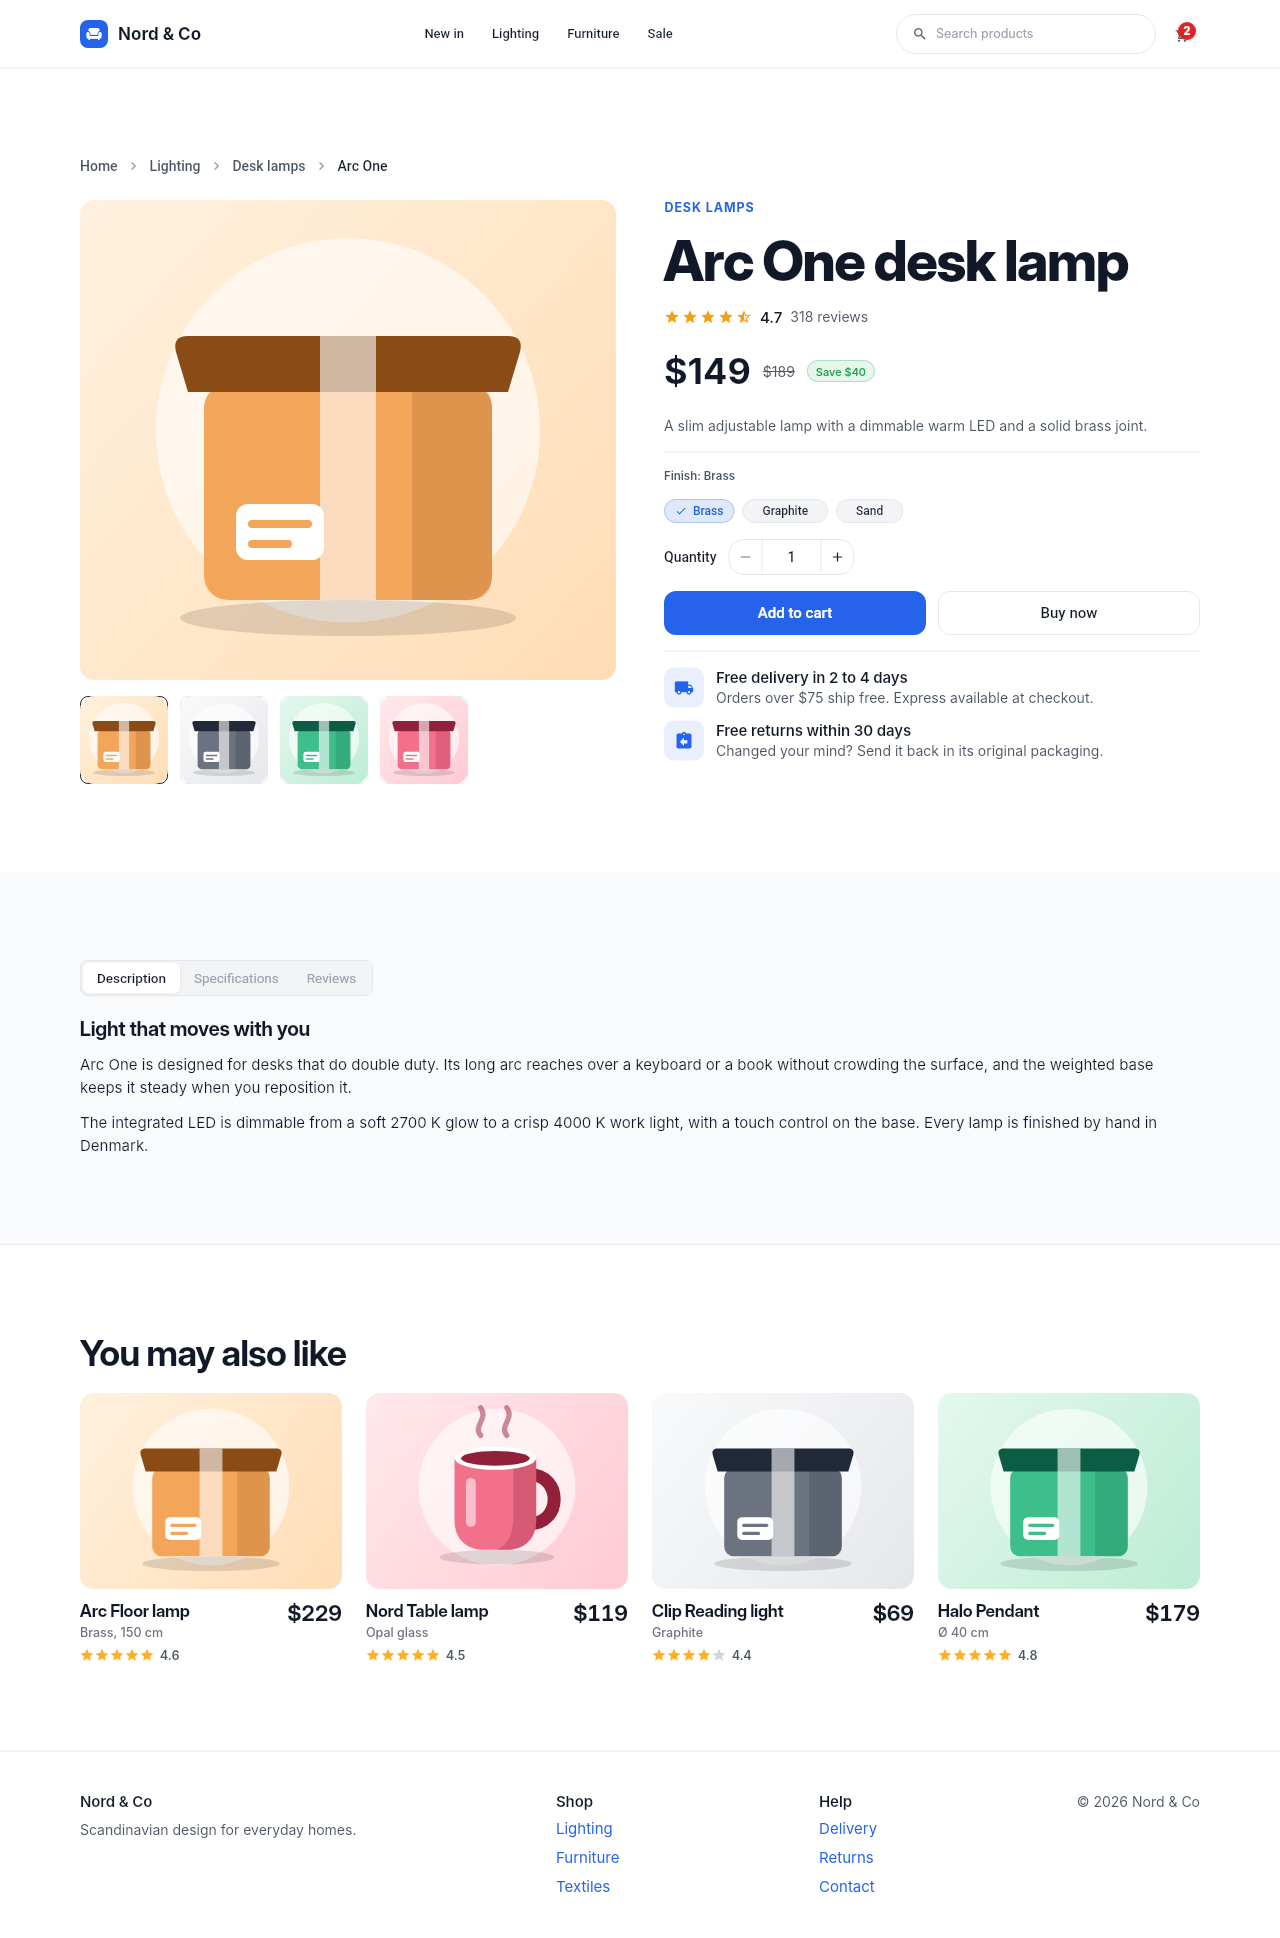 Nord & Co
New in
Lighting
Furniture
Sale
Search products
2
Home
Lighting
Desk lamps
Arc One
DESK LAMPS
Arc One desk lamp
4.7 318 reviews
$149 $189 Save $40
A slim adjustable lamp with a dimmable warm LED and a solid brass joint.
Finish: Brass
Brass
Graphite
Sand
Quantity
1
Add to cart
Buy now
Free delivery in 2 to 4 days
Orders over $75 ship free. Express available at checkout.
Free returns within 30 days
Changed your mind? Send it back in its original packaging.
Description
Specifications
Reviews
Light that moves with you
Arc One is designed for desks that do double duty. Its long arc reaches over a keyboard or a book without crowding the surface, and the weighted base
keeps it steady when you reposition it.
The integrated LED is dimmable from a soft 2700 K glow to a crisp 4000 K work light, with a touch control on the base. Every lamp is finished by hand in
Denmark.
You may also like
Arc Floor lamp
$229
Brass, 150 cm
4.6
Nord Table lamp
$119
Opal glass
4.5
Clip Reading light
$69
Graphite
4.4
Halo Pendant
$179
Ø 40 cm
4.8
Nord & Co
Scandinavian design for everyday homes.
Shop
Lighting
Furniture
Textiles
Help
Delivery
Returns
Contact
© 2026 Nord & Co